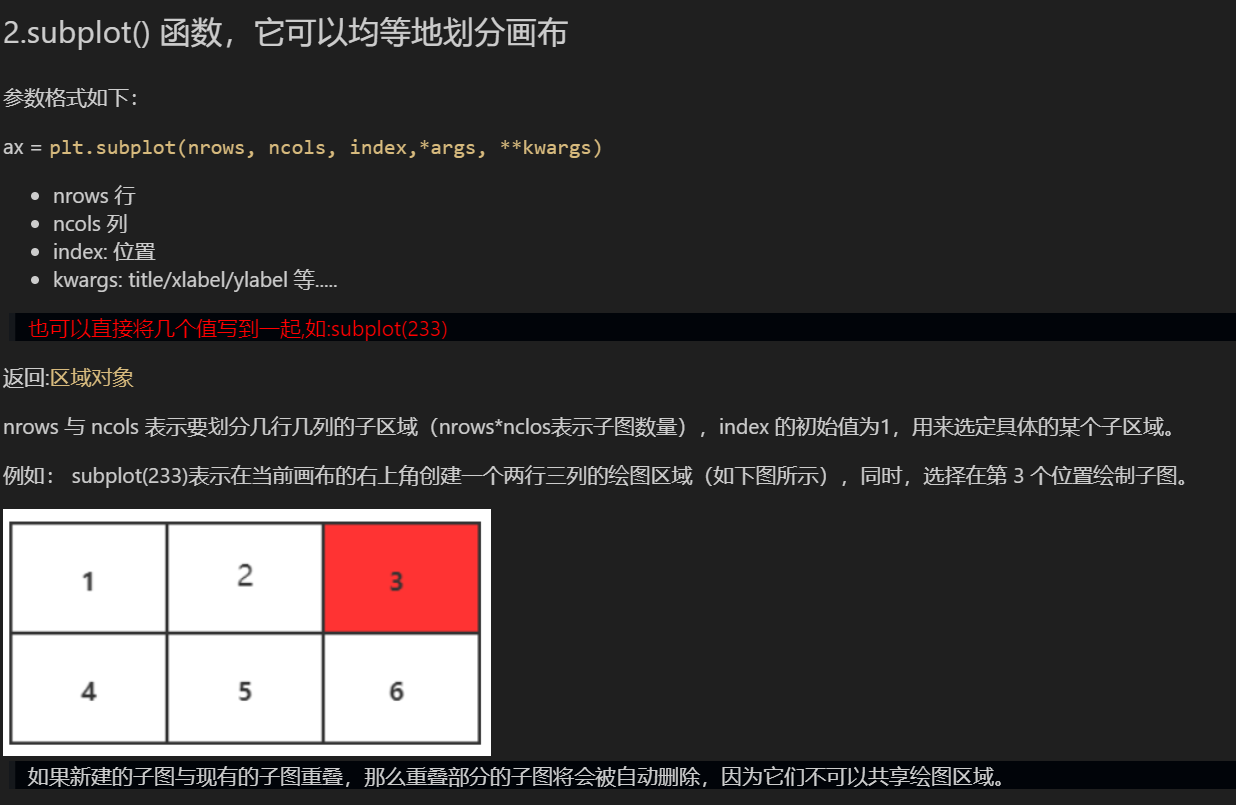 2.subplot() 函数，它可以均等地划分画布
参数格式如下：
ax = plt.subplot(nrows, ncols, index,*args, **kwargs)
• nrows 行
• ncols 列
• index: 位置
• kwargs: title/xlabel/ylabel 等.....
也可以直接将几个值写到一起,如:subplot(233)
返回:区域对象
nrows 与 ncols 表示要划分几行几列的子区域（nrows*nclos表示子图数量），index 的初始值为1，用来选定具体的某个子区域。
例如： subplot(233)表示在当前画布的右上角创建一个两行三列的绘图区域（如下图所示），同时，选择在第 3 个位置绘制子图。
1 2 3
4 5 6
如果新建的子图与现有的子图重叠，那么重叠部分的子图将会被自动删除，因为它们不可以共享绘图区域。